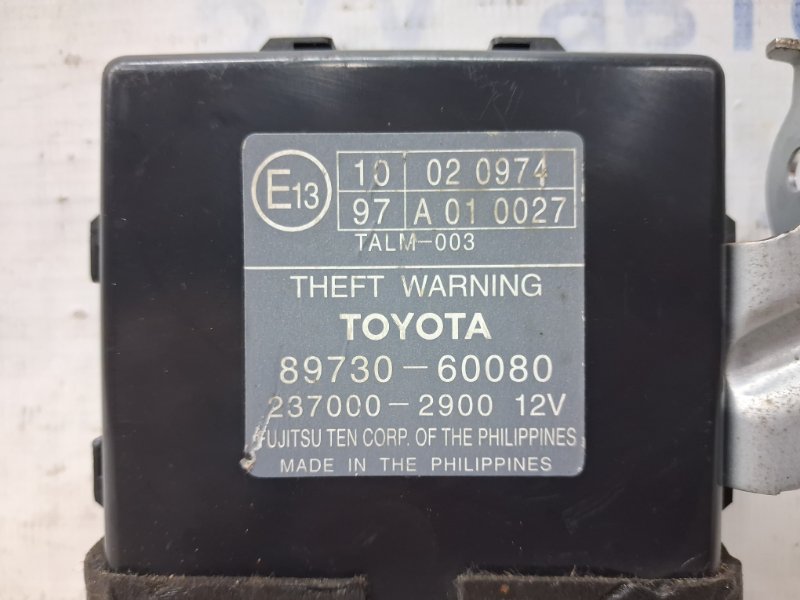 E13
10 02 0974
97 A 01 0027
TALM-003
THEFT WARNING
TOYOTA
89730-60080
237000-2900 12V
FUJITSU TEN CORP. OF THE PHILIPPINES
MADE IN THE PHILIPPINES